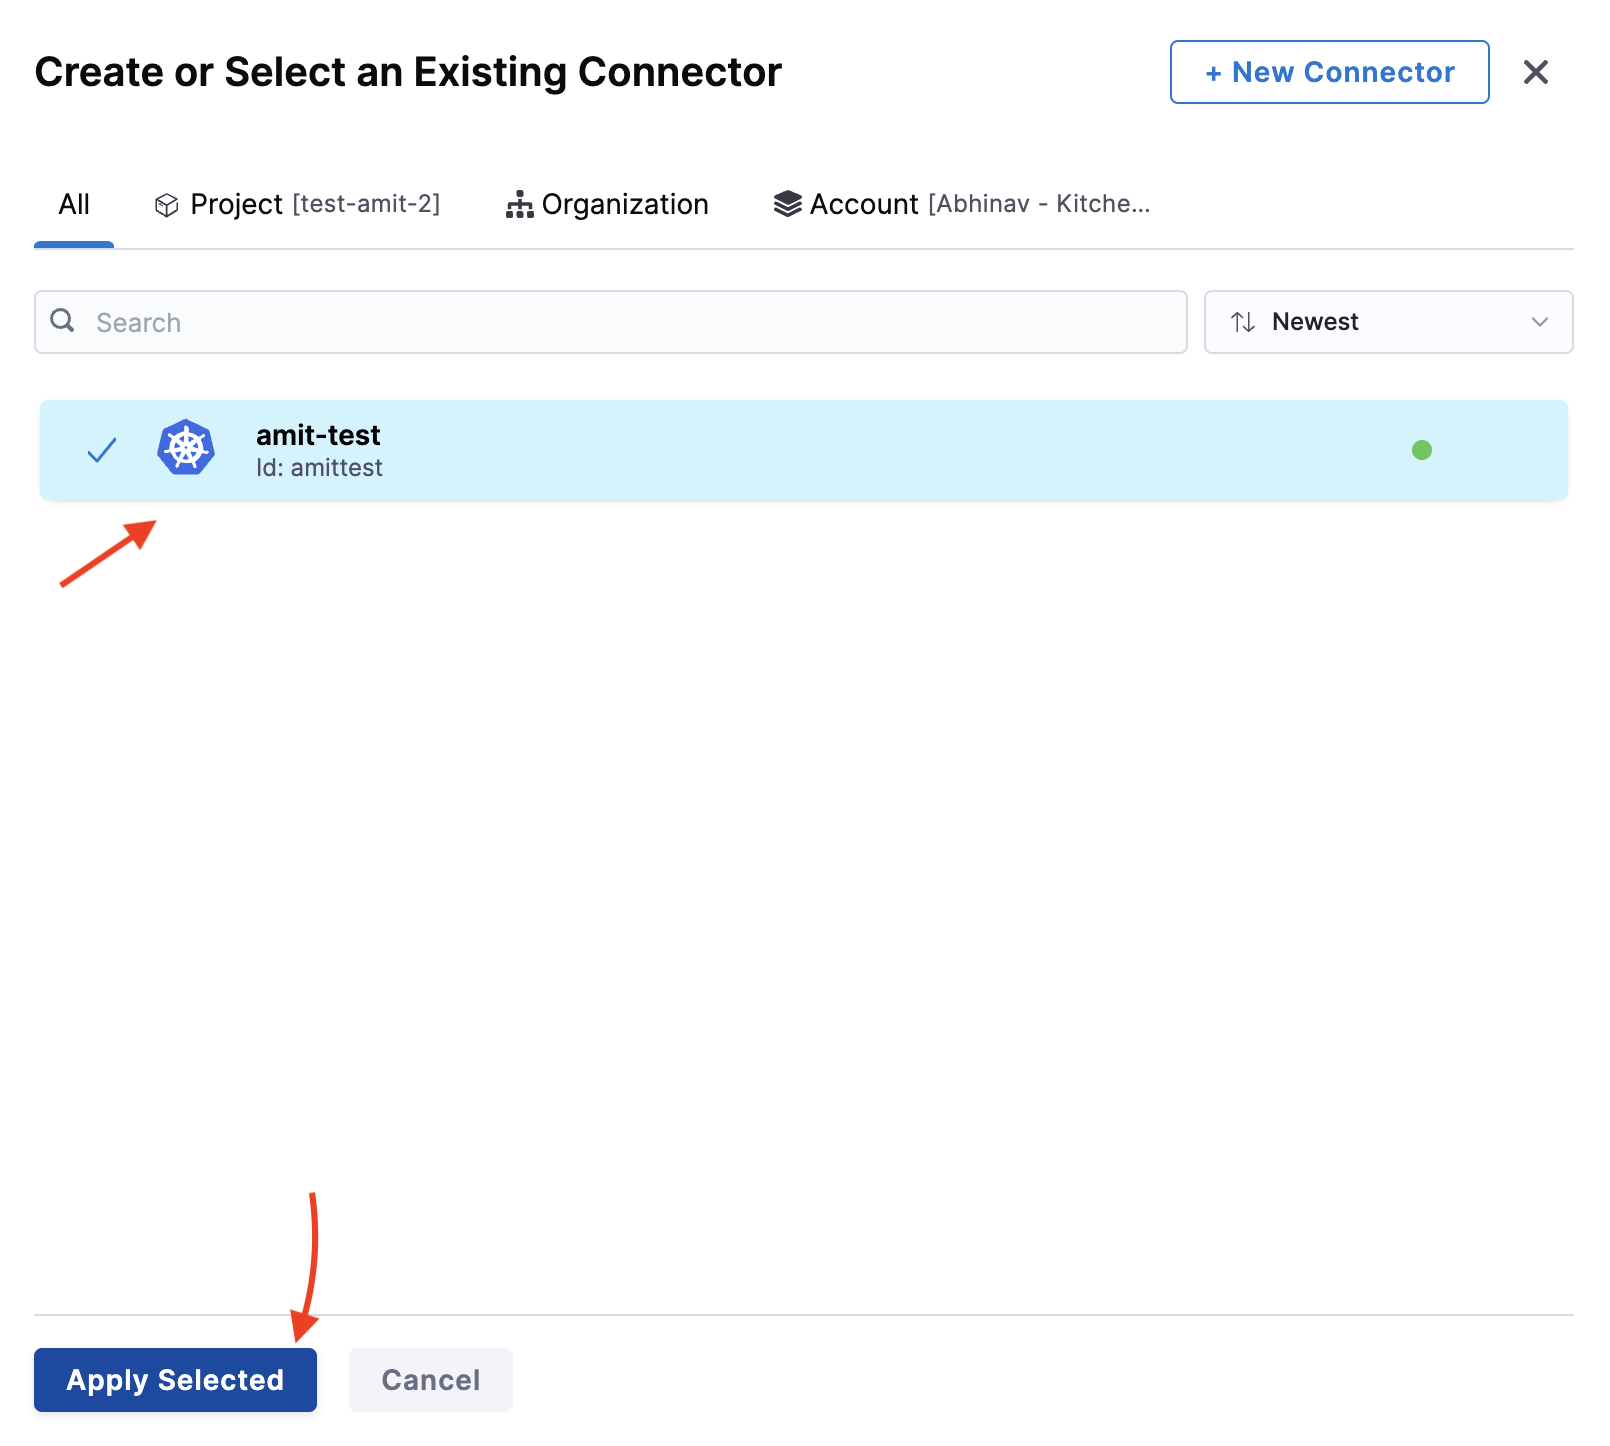 Create or Select an Existing Connector
+ New Connector
All
Project [test-amit-2]
Organization
Account [Abhinav - Kitche...
Search
Newest
amit-test
Id: amittest
Apply Selected
Cancel